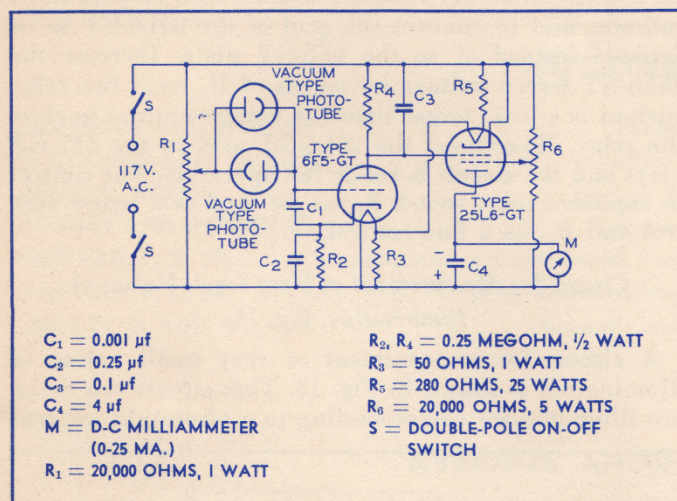 VACUUM
TYPE
PHOTO-
TUBE
S
117 V.
A.C.
S
R1
~
VACUUM
TYPE
PHOTO-
TUBE
R4
C3
TYPE
6F5-GT
C1
C2
R2
R3
R5
R6
TYPE
25L6-GT
M
−
+
C4
C1 = 0.001 µf
C2 = 0.25 µf
C3 = 0.1 µf
C4 = 4 µf
M = D-C MILLIAMMETER
(0-25 MA.)
R1 = 20,000 OHMS, 1 WATT
R2, R4 = 0.25 MEGOHM, 1/2 WATT
R3 = 50 OHMS, 1 WATT
R5 = 280 OHMS, 25 WATTS
R6 = 20,000 OHMS, 5 WATTS
S = DOUBLE-POLE ON-OFF
SWITCH